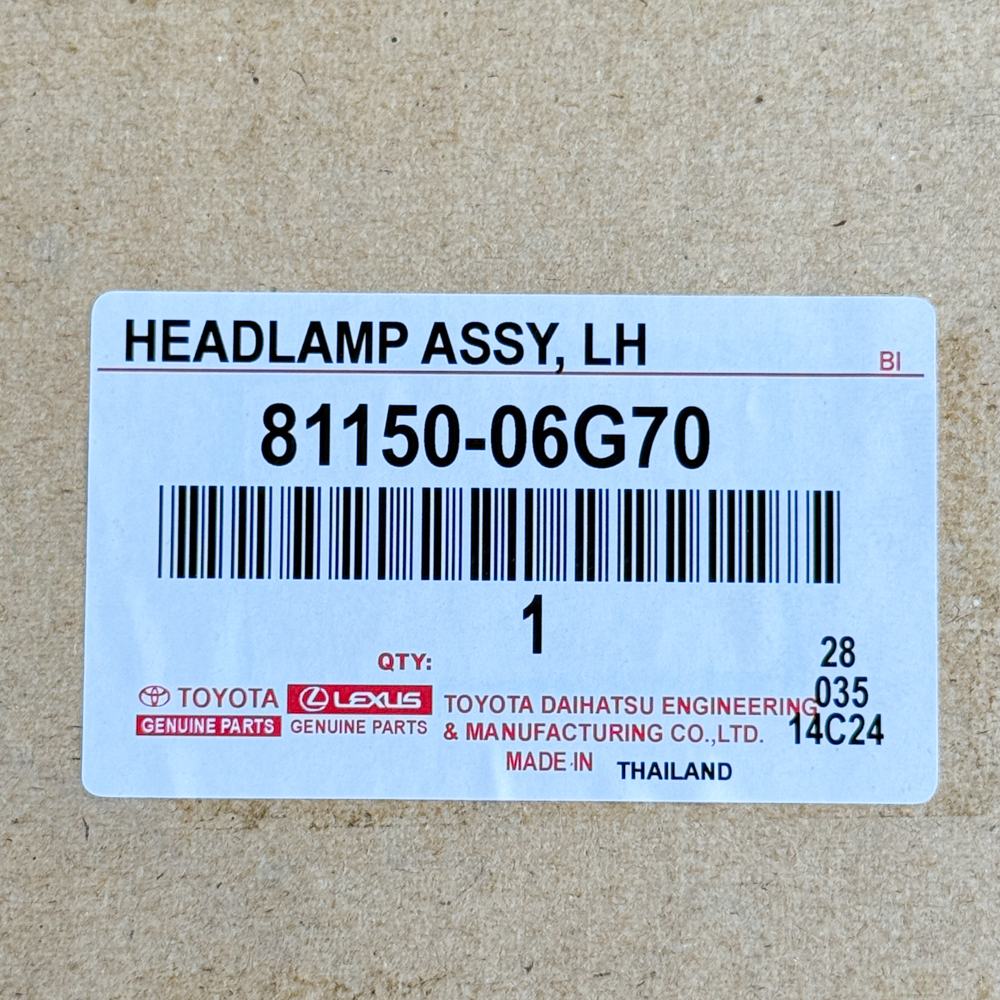 HEADLAMP ASSY, LH
BI
81150-06G70
1
QTY:
28
035
14C24
TOYOTA
GENUINE PARTS
LEXUS
GENUINE PARTS
TOYOTA DAIHATSU ENGINEERING
& MANUFACTURING CO.,LTD.
MADE IN THAILAND